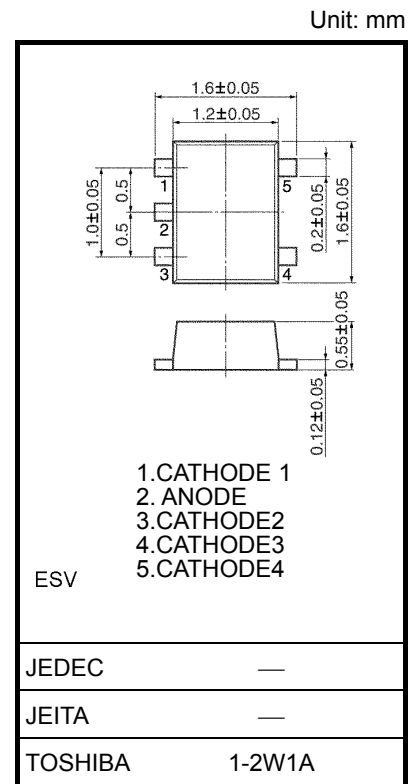 Unit: mm
1.6±0.05
1.2±0.05
1.0±0.05
0.5
0.5
1
2
3
5
4
0.2±0.05
1.6±0.05
0.55±0.05
0.12±0.05
1.CATHODE 1
2. ANODE
3.CATHODE2
4.CATHODE3
5.CATHODE4
ESV
JEDEC —
JEITA —
TOSHIBA 1-2W1A